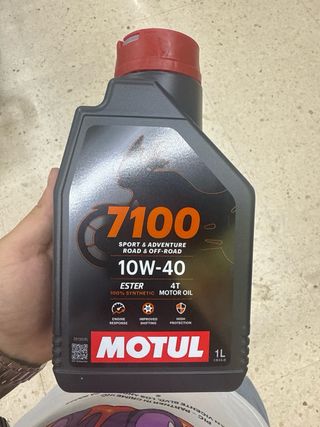 7100
SPORT & ADVENTURE
ROAD & OFF-ROAD
10W-40
ESTER 4T
100% SYNTHETIC MOTOR OIL
ENGINE IMPROVED HIGH
RESPONSE SHIFTING PROTECTION
MOTUL
1L